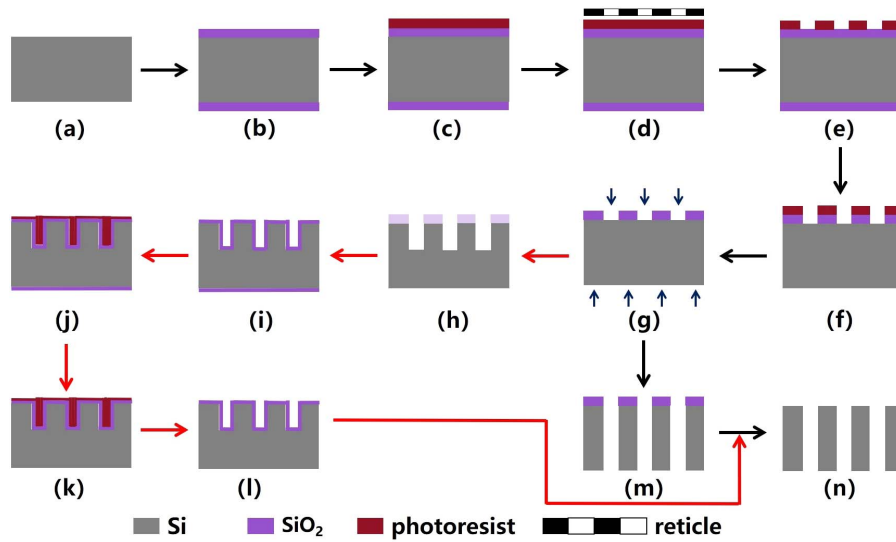 (a) (b) (c) (d) (e)
(j) (i) (h) (g) (f)
(k) (l) (m) (n)
Si SiO₂ photoresist reticle